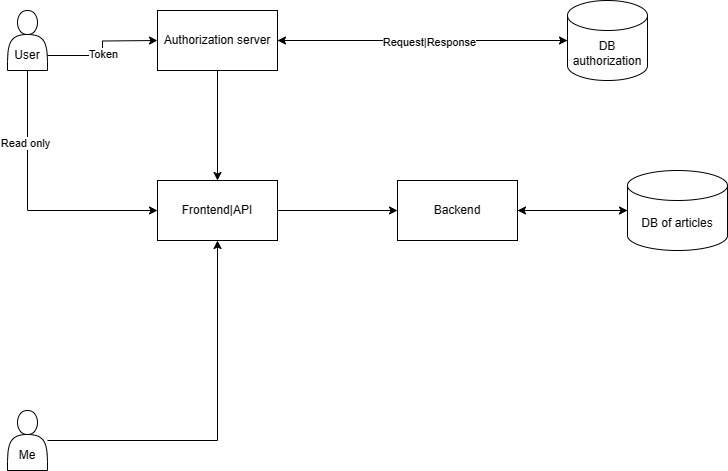 User
Token
Authorization server
Request|Response
DB
authorization
Read only
Frontend|API
Backend
DB of articles
Me